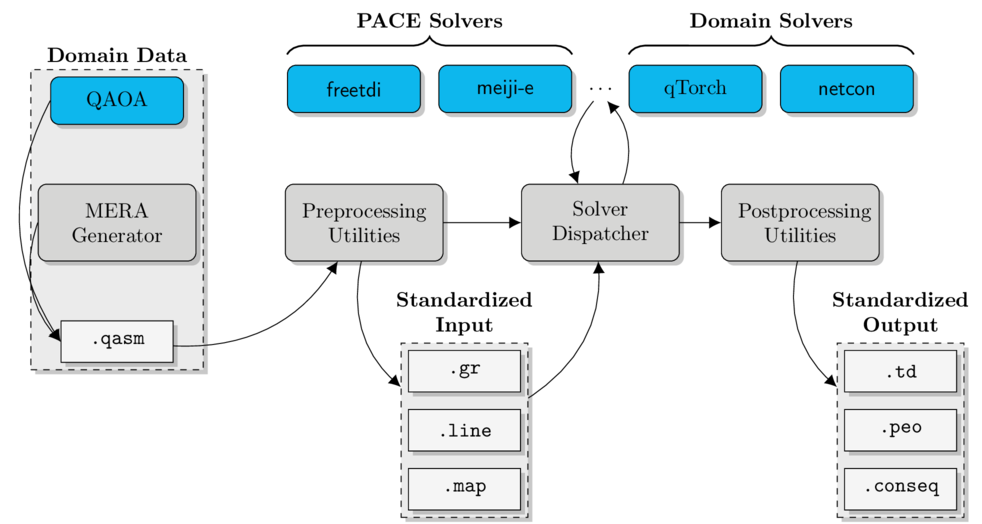 PACE Solvers
Domain Solvers
Domain Data
QAOA
freetdi
meiji-e
...
qTorch
netcon
MERA
Generator
Preprocessing
Utilities
Solver
Dispatcher
Postprocessing
Utilities
.qasm
Standardized
Input
.gr
.line
.map
Standardized
Output
.td
.peo
.conseq